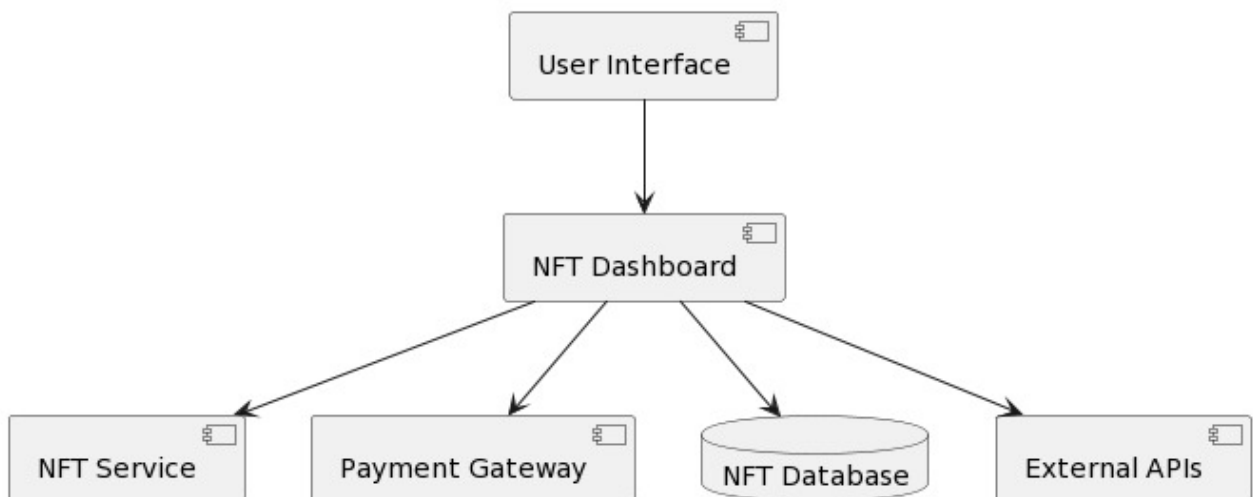 User Interface
NFT Dashboard
NFT Service
Payment Gateway
NFT Database
External APIs